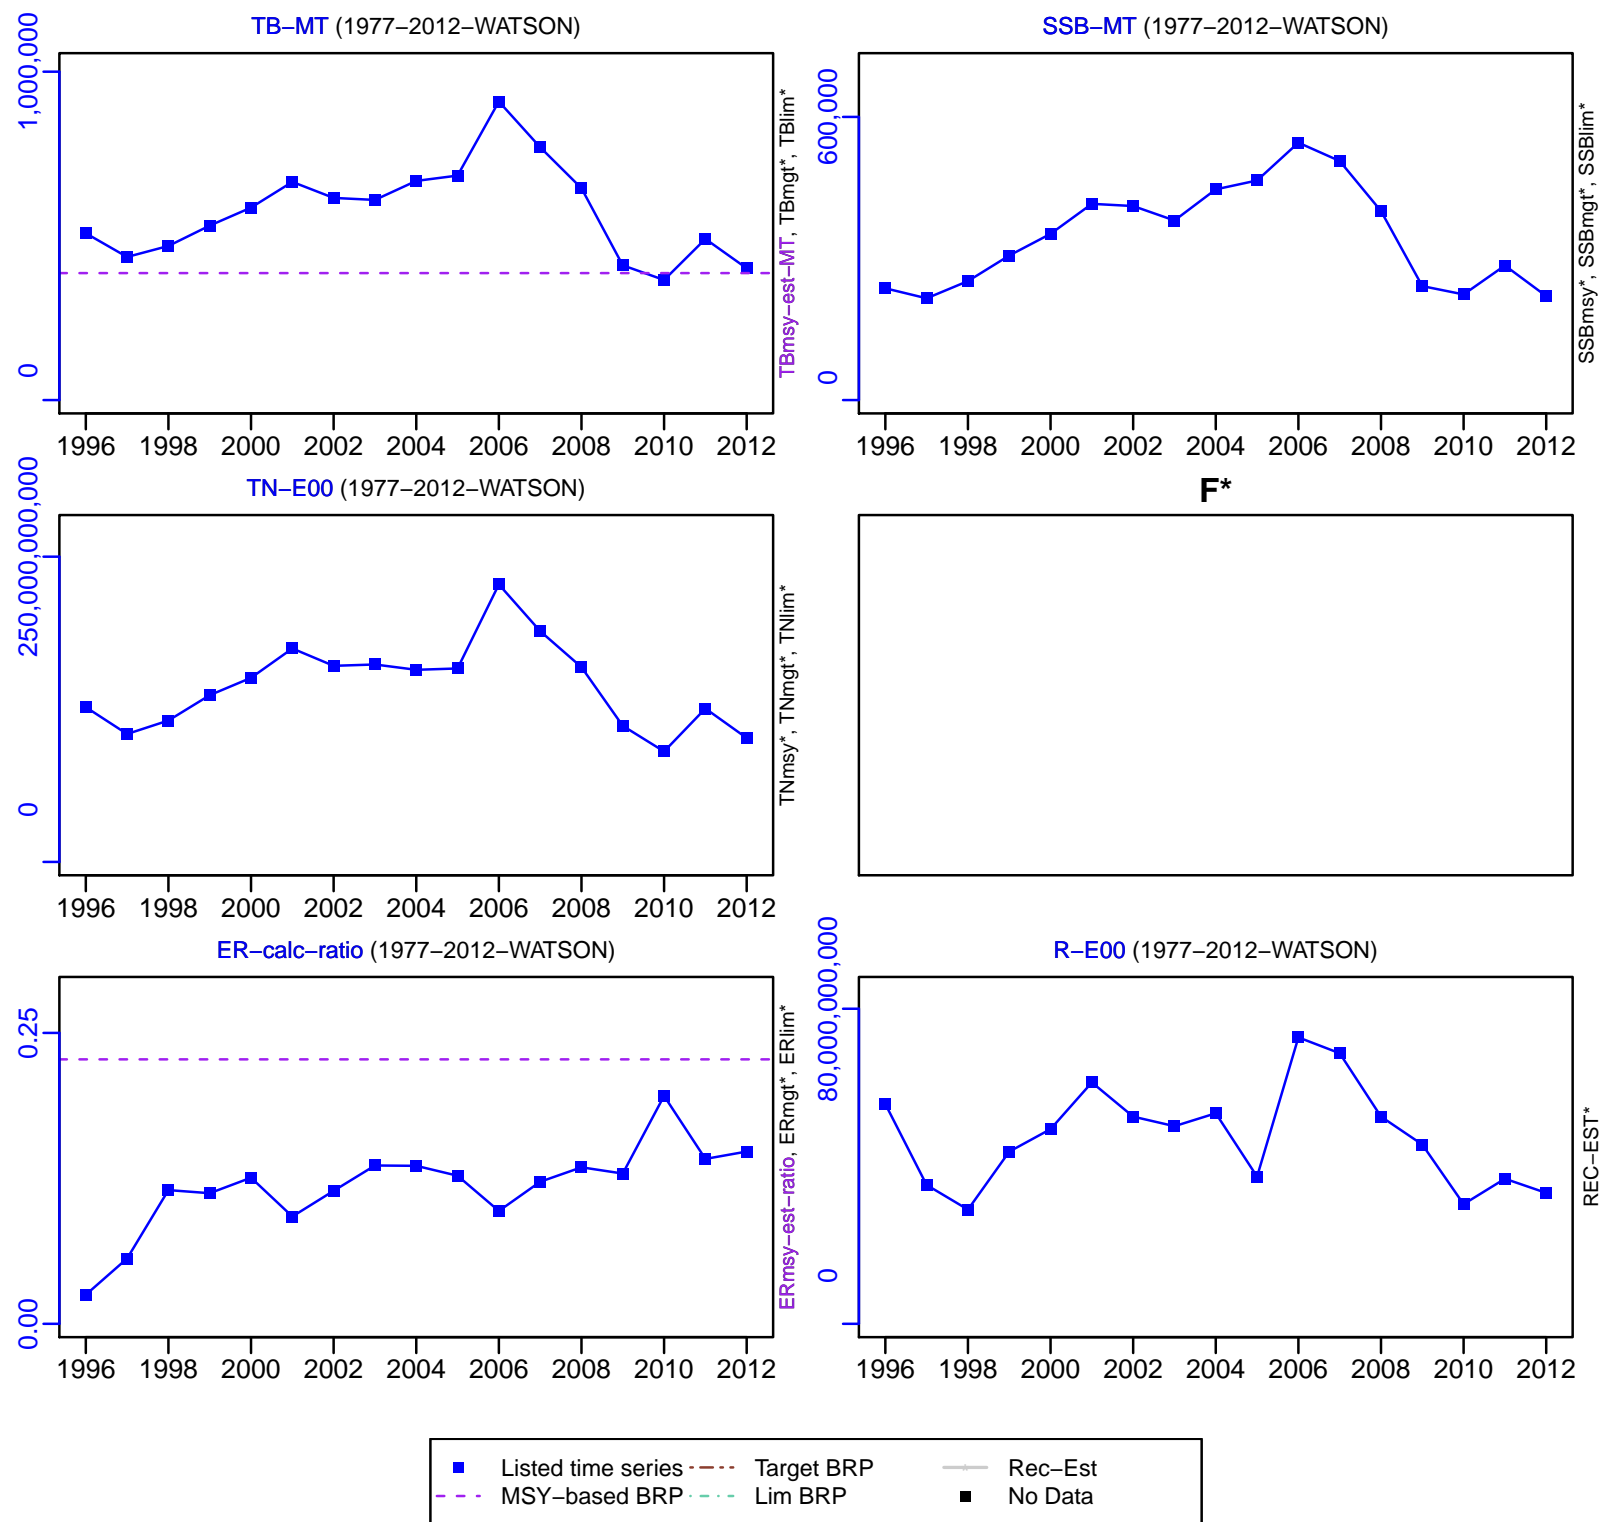 TB−MT (1977−2012−WATSON)
1,000,000
0
TBmsy−est−MT, TBmgt*, TBlim*
1996 1998 2000 2002 2004 2006 2008 2010 2012
SSB−MT (1977−2012−WATSON)
600,000
0
SSBmsy*, SSBmgt*, SSBlim*
1996 1998 2000 2002 2004 2006 2008 2010 2012
TN−E00 (1977−2012−WATSON)
250,000,000
0
TNmsy*, TNmgt*, TNlim*
1996 1998 2000 2002 2004 2006 2008 2010 2012
F*
ER−calc−ratio (1977−2012−WATSON)
0.25
0.00
ERmsy−est−ratio, ERmgt*, ERlim*
1996 1998 2000 2002 2004 2006 2008 2010 2012
R−E00 (1977−2012−WATSON)
80,000,000
0
REC−EST*
1996 1998 2000 2002 2004 2006 2008 2010 2012
Listed time series Target BRP Rec−Est
MSY−based BRP Lim BRP No Data